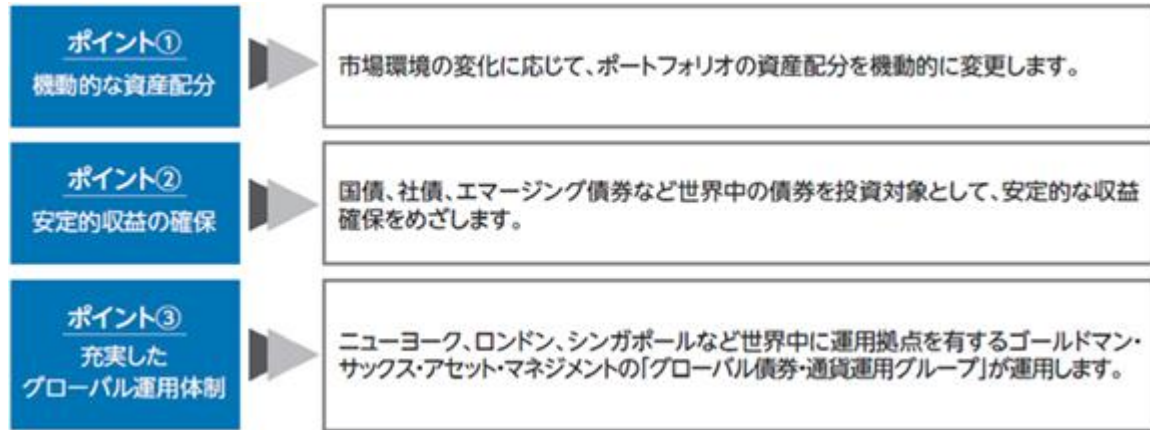 ポイント①
機動的な資産配分
市場環境の変化に応じて、ポートフォリオの資産配分を機動的に変更します。
ポイント②
安定的収益の確保
国債、社債、エマージング債券など世界中の債券を投資対象として、安定的な収益
確保をめざします。
ポイント③
充実した
グローバル運用体制
ニューヨーク、ロンドン、シンガポールなど世界中に運用拠点を有するゴールドマン・
サックス・アセット・マネジメントの「グローバル債券・通貨運用グループ」が運用します。